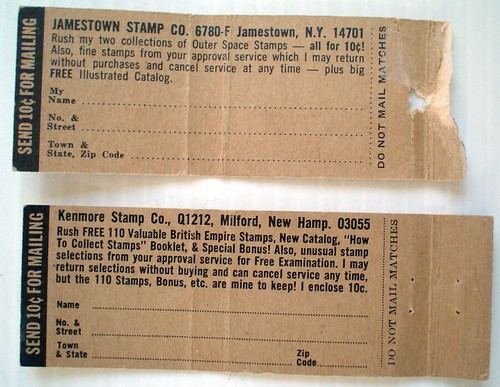 SEND 10¢ FOR MAILING
JAMESTOWN STAMP CO. 6780-F Jamestown, N.Y. 14701
Rush my two collections of Outer Space Stamps — all for 10¢!
Also, fine stamps from your approval service which I may return
without purchases and cancel service at any time — plus big
FREE Illustrated Catalog.
My
Name
No. &
Street
Town &
State, Zip Code
DO NOT MAIL MATCHES
SEND 10¢ FOR MAILING
Kenmore Stamp Co., Q1212, Milford, New Hamp. 03055
Rush FREE 110 Valuable British Empire Stamps, New Catalog, "How
To Collect Stamps" Booklet, & Special Bonus! Also, unusual stamp
selections from your approval service for Free Examination. I may
return selections without buying and can cancel service any time,
but the 110 Stamps, Bonus, etc. are mine to keep! I enclose 10c.
Name
No. &
Street
Town
& State
Zip
Code
DO NOT MAIL MATCHES